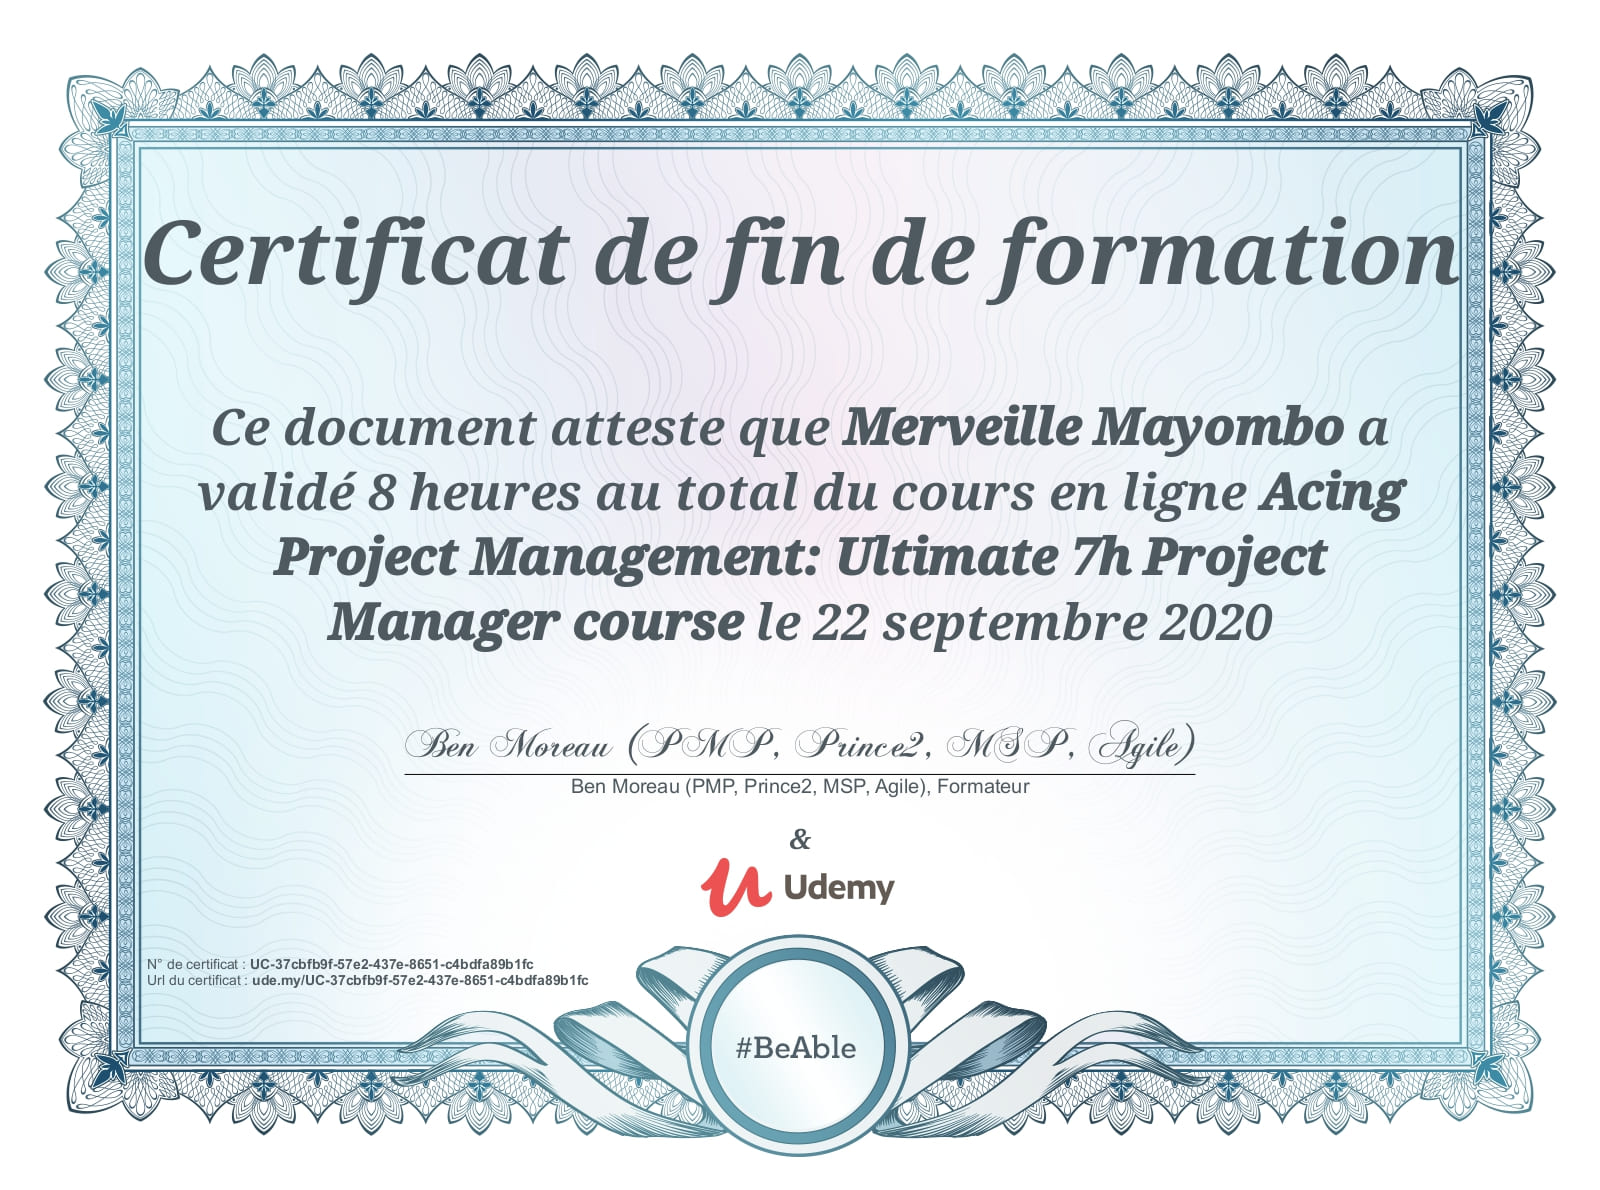 Certificat de fin de formation
Ce document atteste que Merveille Mayombo a
validé 8 heures au total du cours en ligne Acing
Project Management: Ultimate 7h Project
Manager course le 22 septembre 2020
Ben Moreau (PMP, Prince2, MSP, Agile)
Ben Moreau (PMP, Prince2, MSP, Agile), Formateur
&
Udemy
N° de certificat : UC-37cbfb9f-57e2-437e-8651-c4bdfa89b1fc
Url du certificat : ude.my/UC-37cbfb9f-57e2-437e-8651-c4bdfa89b1fc
#BeAble